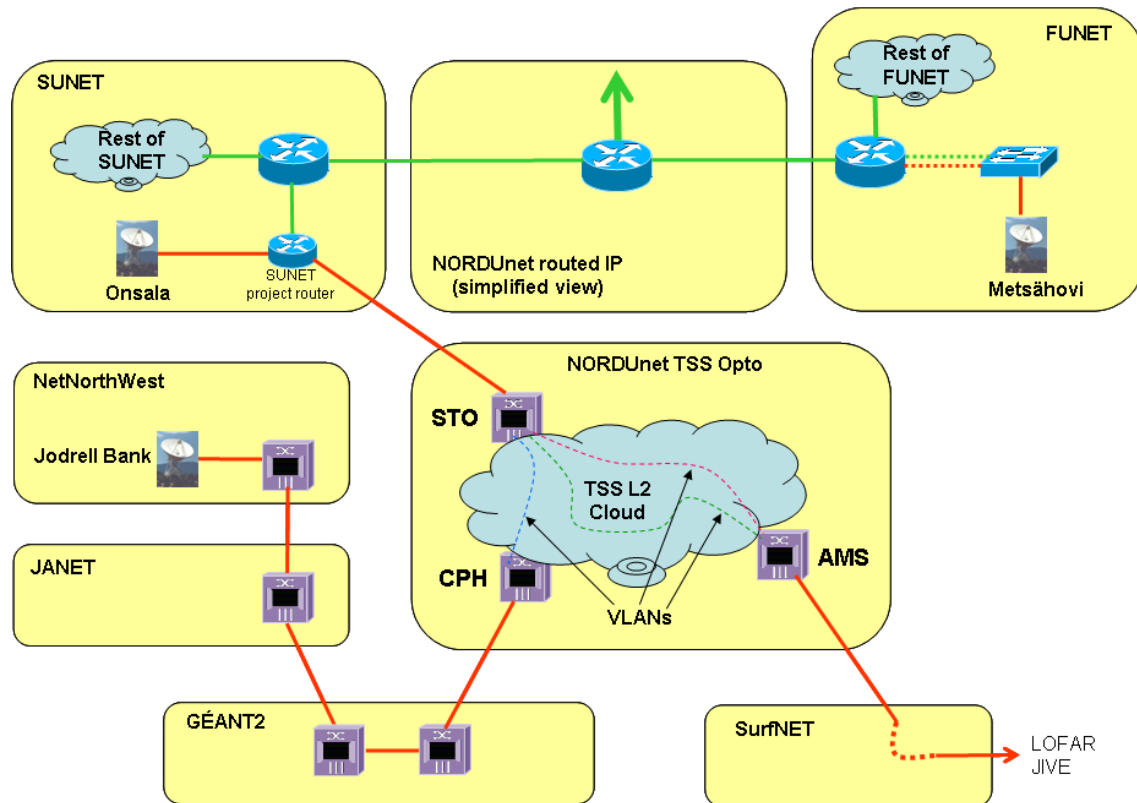 SUNET
Rest of
SUNET
Onsala
SUNET
project router
NORDUnet routed IP
(simplified view)
FUNET
Rest of
FUNET
Metsähovi
NetNorthWest
Jodrell Bank
JANET
GÉANT2
NORDUnet TSS Opto
STO
TSS L2
Cloud
CPH
AMS
VLANs
SurfNET
LOFAR
JIVE